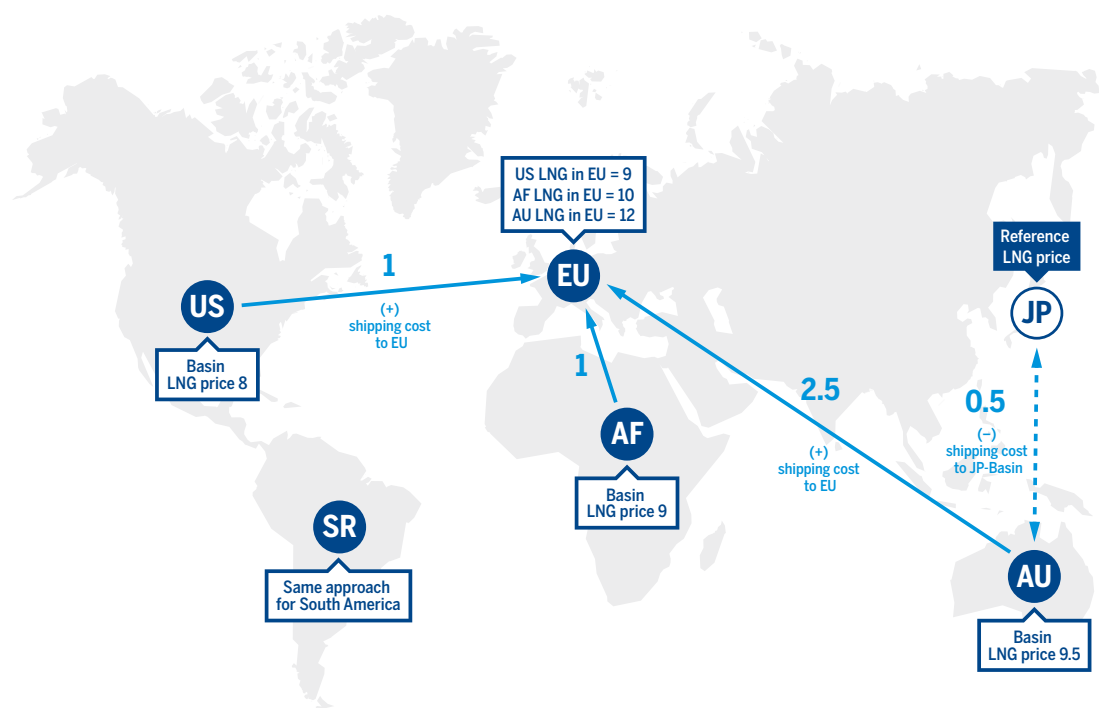 US LNG in EU = 9
AF LNG in EU = 10
AU LNG in EU = 12
EU
Reference
LNG price
JP
1
(+)
shipping cost
to EU
US
Basin
LNG price 8
1
AF
Basin
LNG price 9
2.5
(+)
shipping cost
to EU
0.5
(–)
shipping cost
to JP-Basin
SR
Same approach
for South America
AU
Basin
LNG price 9.5